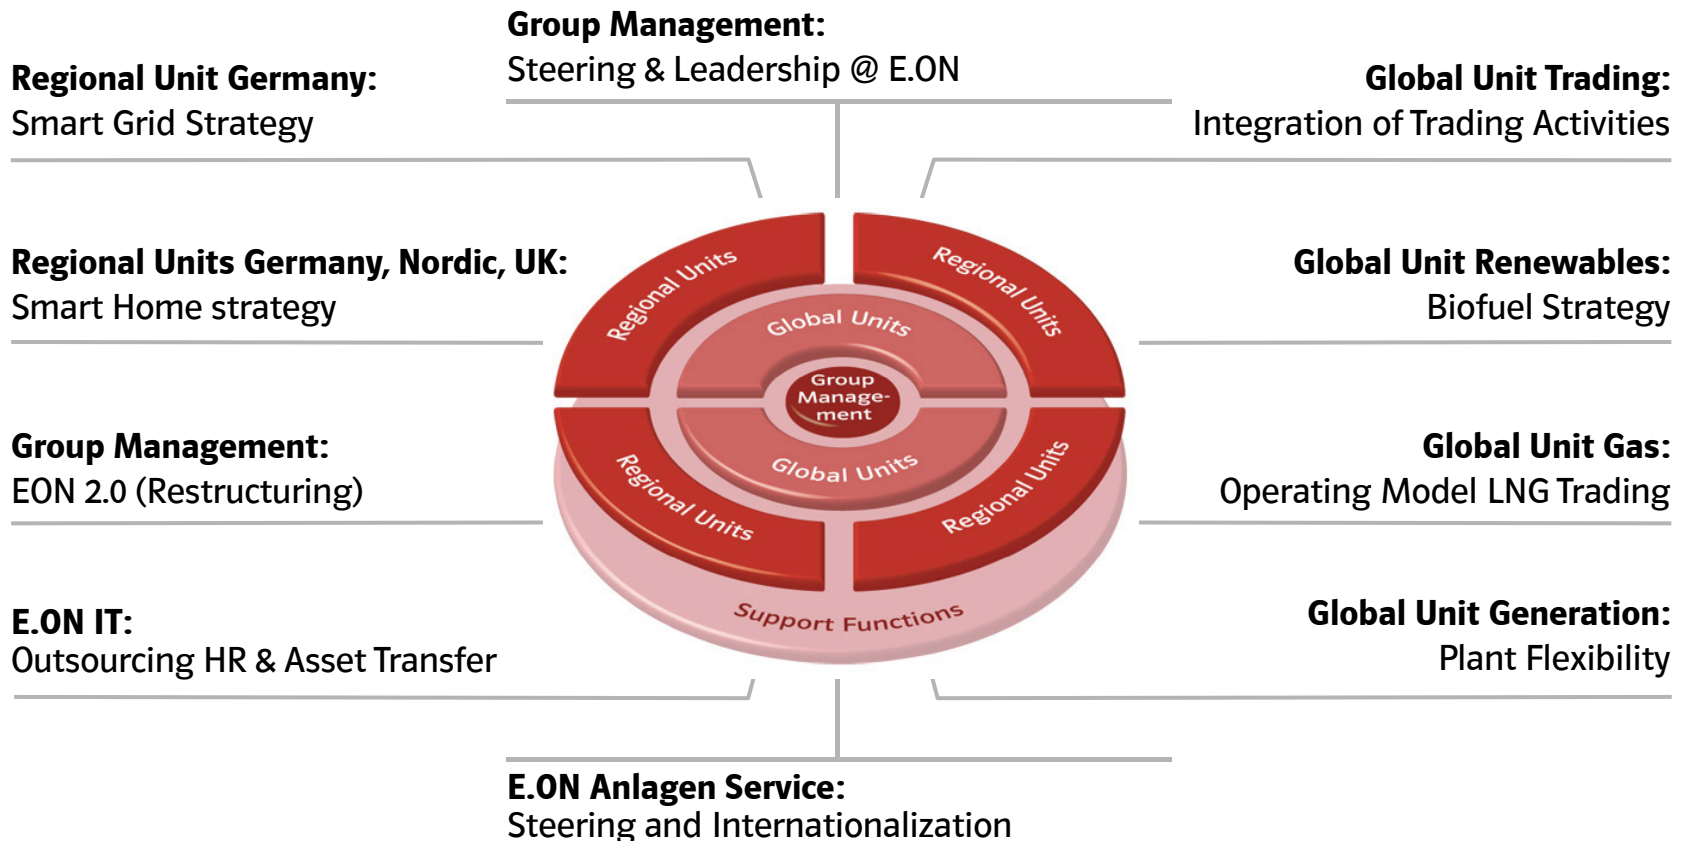 Group Management:
Steering & Leadership @ E.ON
Regional Unit Germany:
Smart Grid Strategy
Global Unit Trading:
Integration of Trading Activities
Regional Units Germany, Nordic, UK:
Smart Home strategy
Global Unit Renewables:
Biofuel Strategy
Group Management:
EON 2.0 (Restructuring)
Global Unit Gas:
Operating Model LNG Trading
E.ON IT:
Outsourcing HR & Asset Transfer
Global Unit Generation:
Plant Flexibility
E.ON Anlagen Service:
Steering and Internationalization
Regional Units
Regional Units
Global Units
Group
Manage-
ment
Global Units
Regional Units
Regional Units
Support Functions